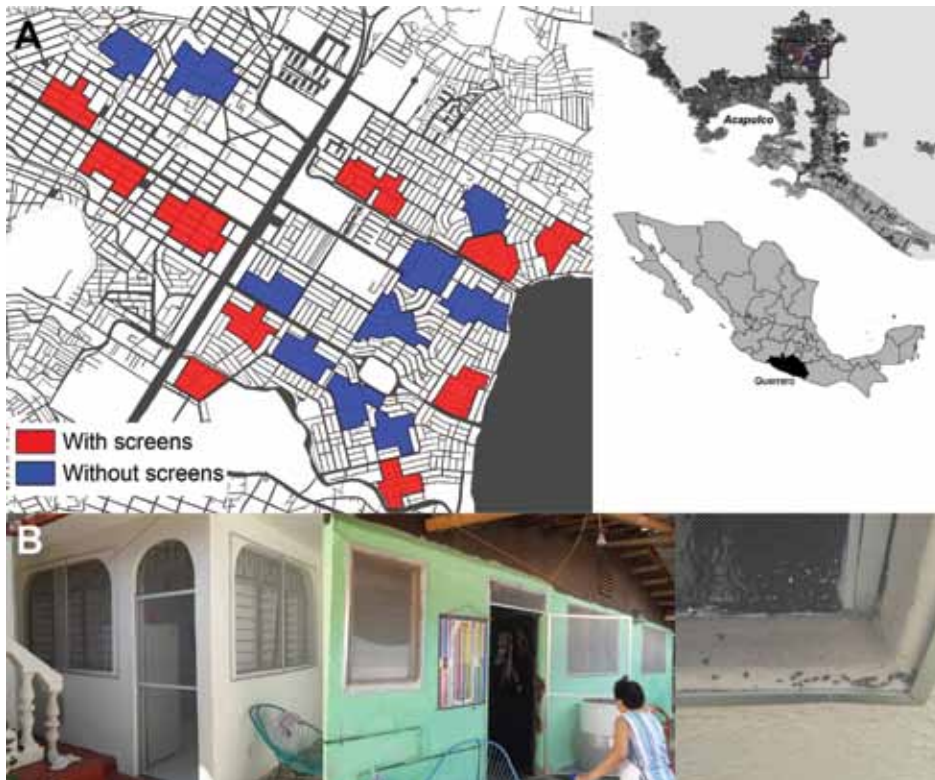 A
Acapulco
Guerrero
With screens
Without screens
B